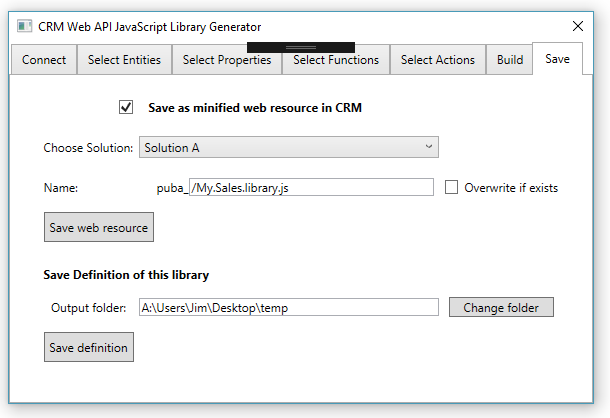 CRM Web API JavaScript Library Generator
Connect Select Entities Select Properties Select Functions Select Actions Build Save
Save as minified web resource in CRM
Choose Solution: Solution A
Name: puba_ /My.Sales.library.js Overwrite if exists
Save web resource
Save Definition of this library
Output folder: A:\Users\Jim\Desktop\temp Change folder
Save definition